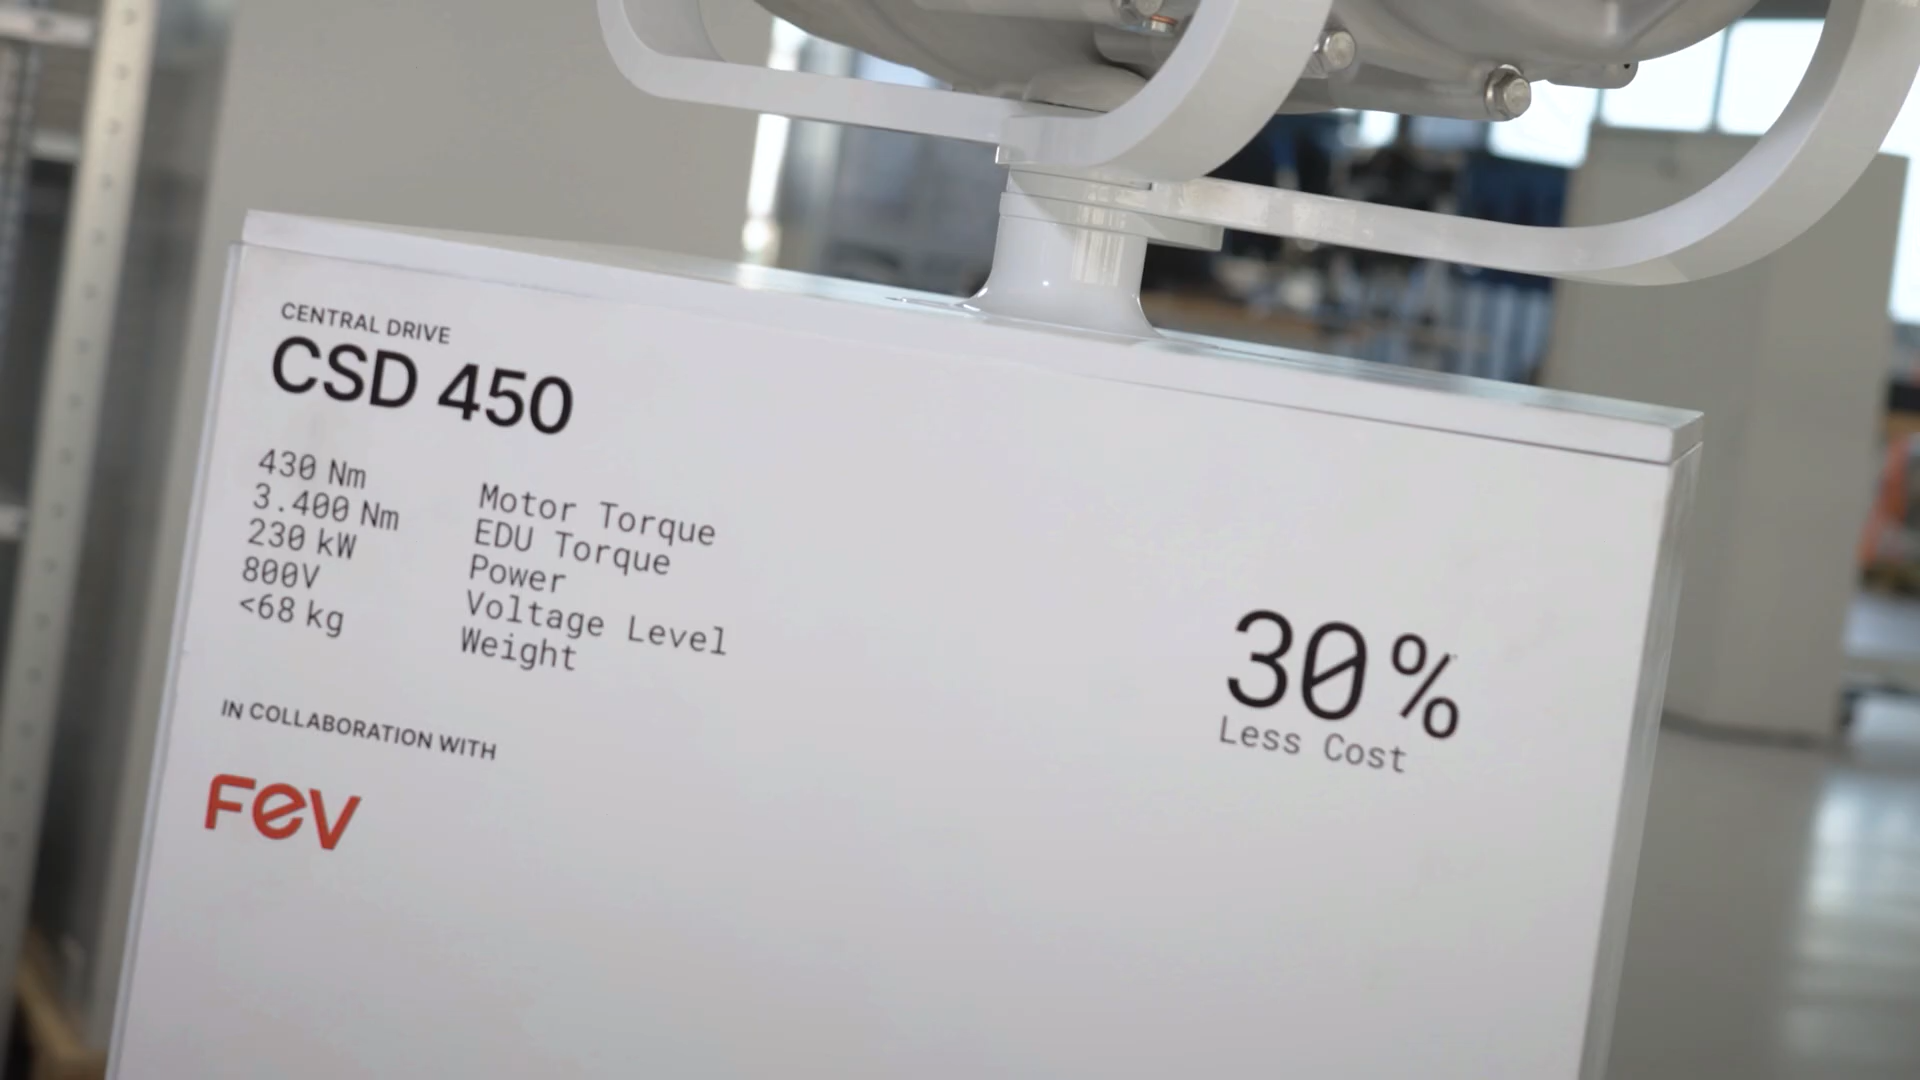 CENTRAL DRIVE
CSD 450
430 Nm Motor Torque
3.400 Nm EDU Torque
230 kW Power
800V Voltage Level
<68 kg Weight
30%
Less Cost
IN COLLABORATION WITH
FEV